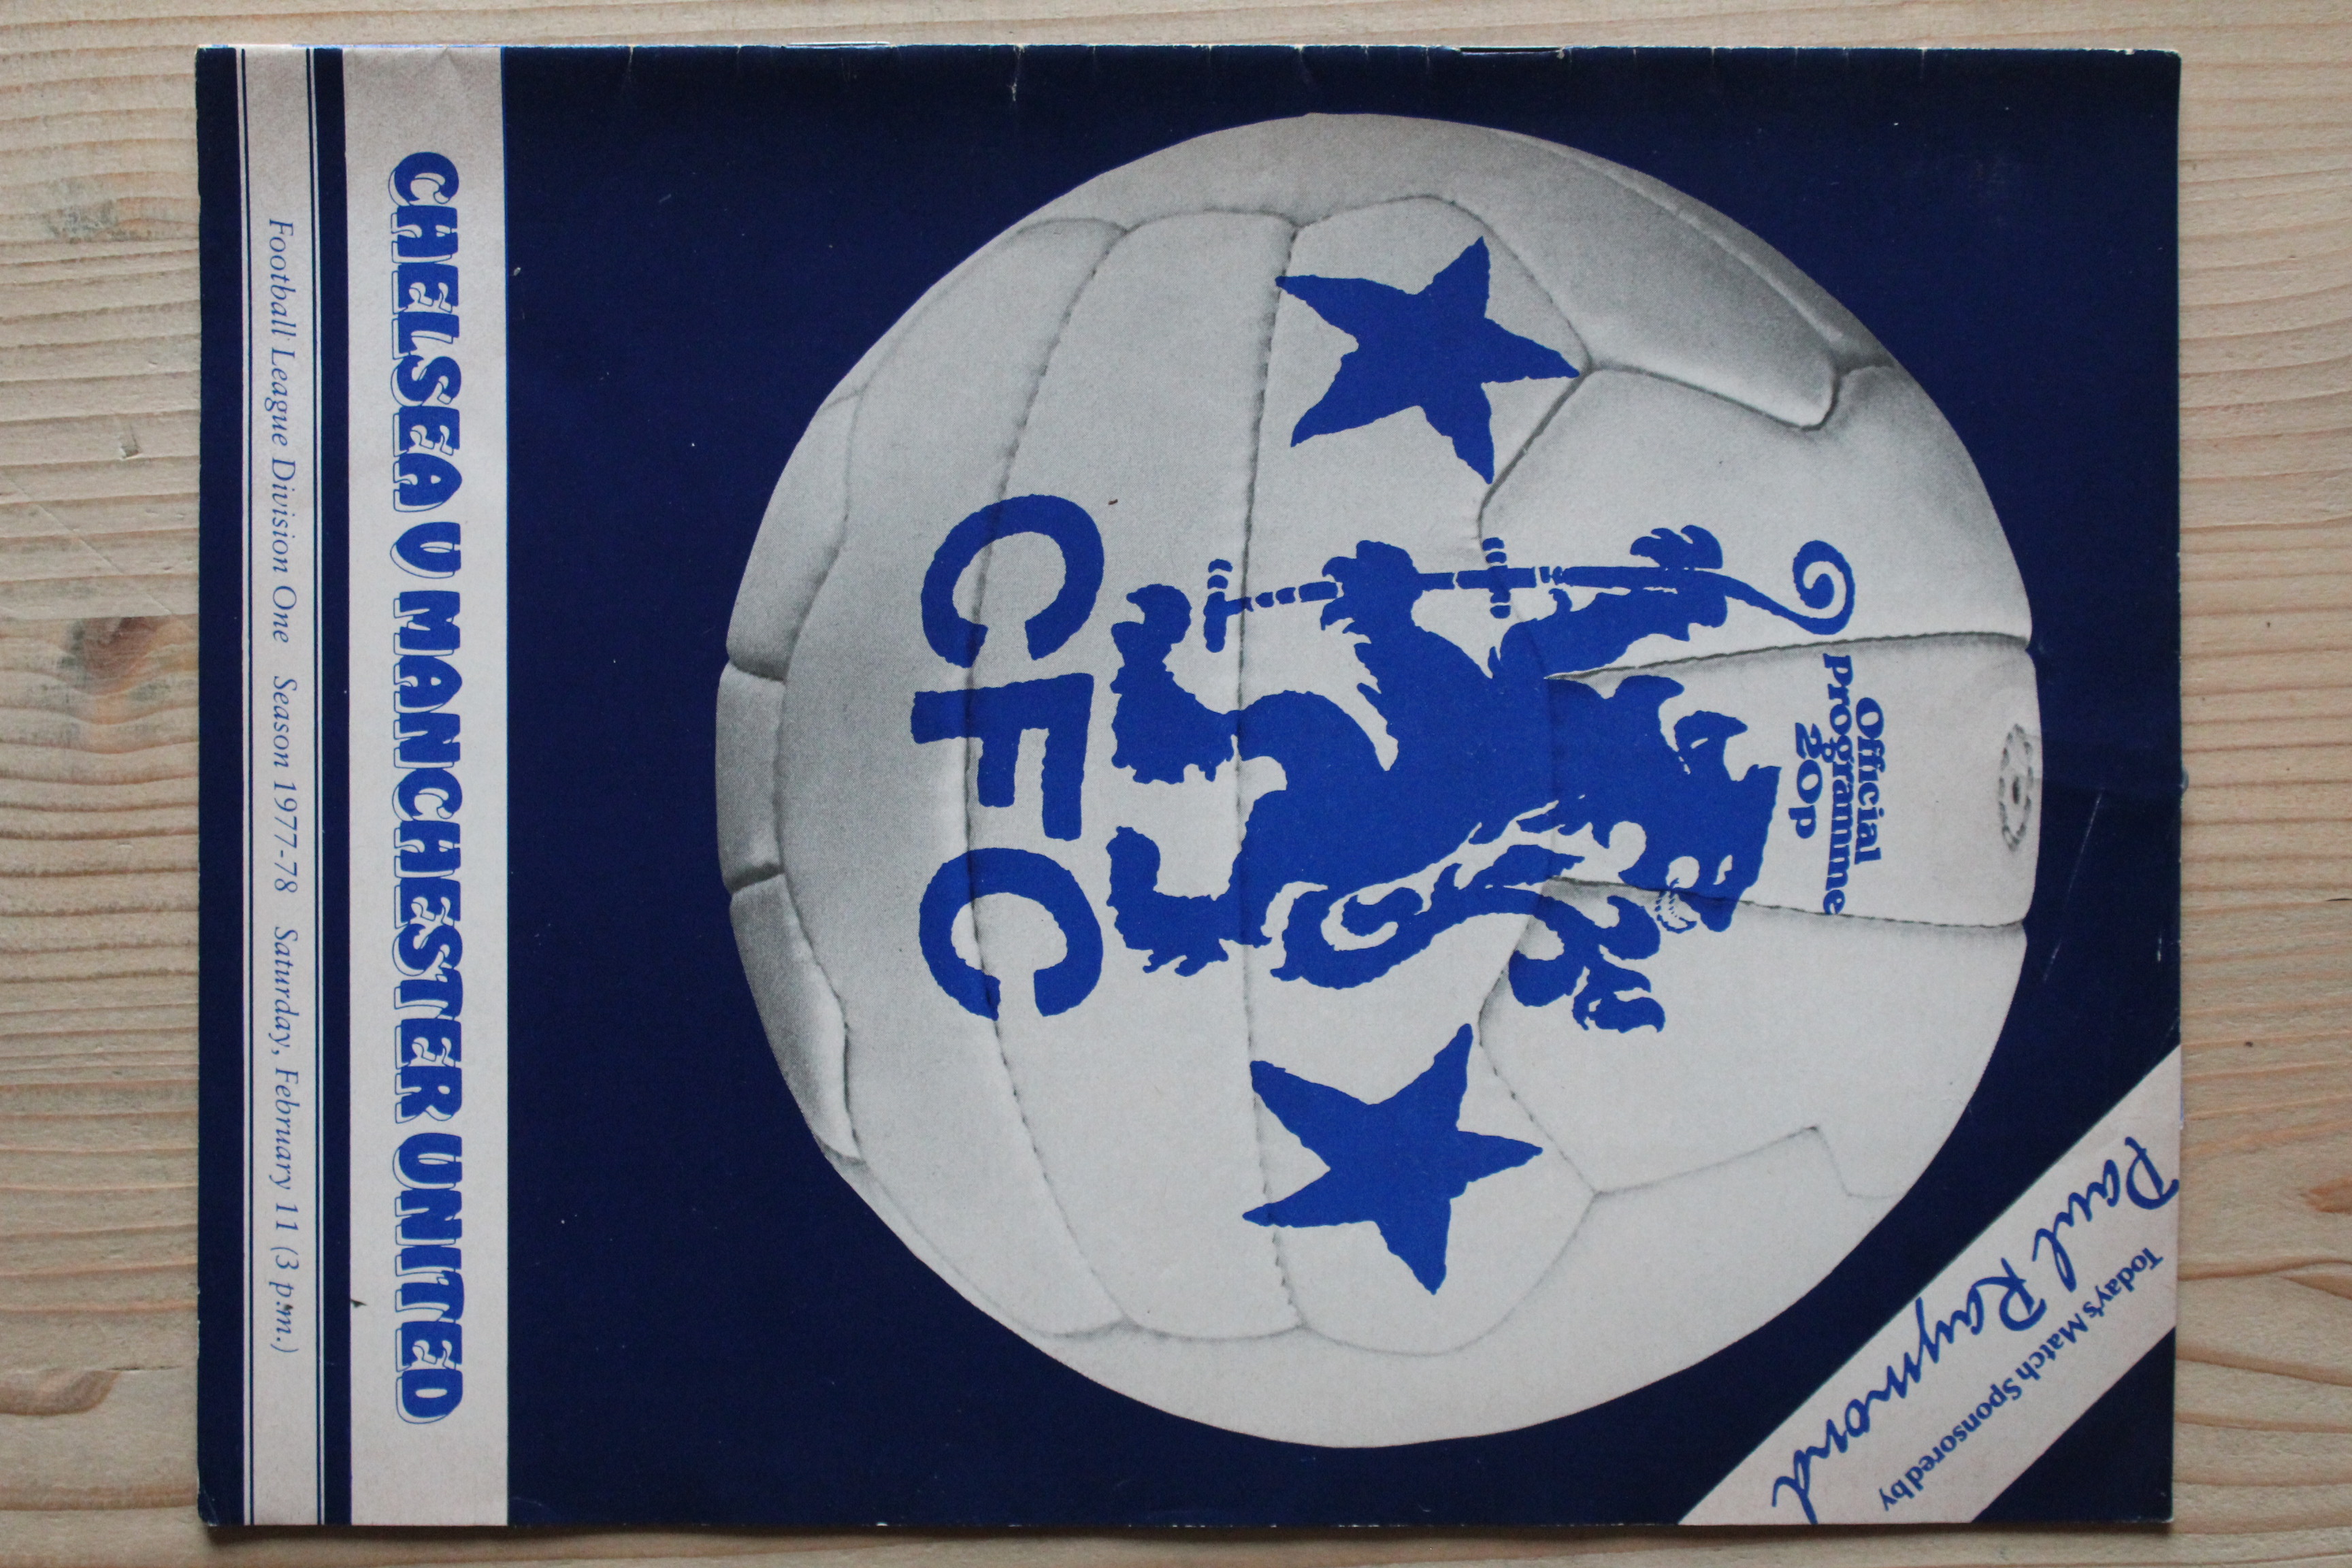 Today's Match Sponsored by
Paul Raymond
Official
Programme
20p
CFC
CHELSEA V MANCHESTER UNITED
Football League Division One Season 1977-78 Saturday, February 11 (3 p.m.)